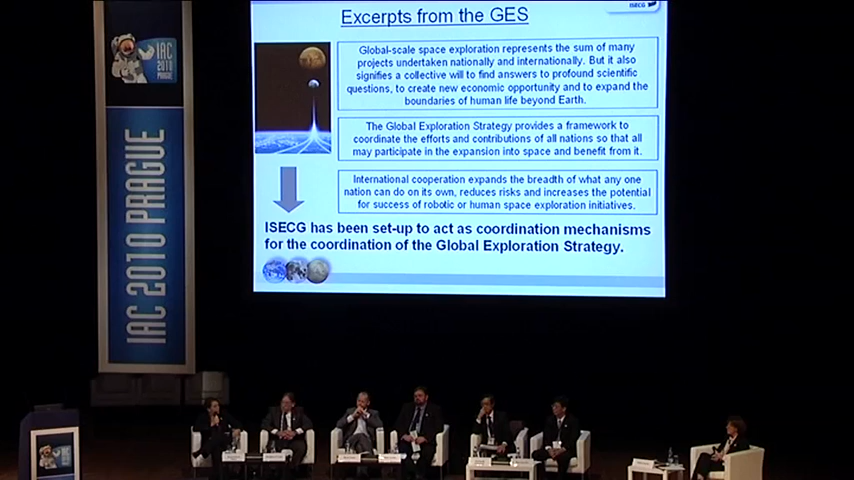 IAC
2010
PRAGUE
IAC 2010 PRAGUE
ISECG
Excerpts from the GES
Global-scale space exploration represents the sum of many
projects undertaken nationally and internationally. But it also
signifies a collective will to find answers to profound scientific
questions, to create new economic opportunity and to expand the
boundaries of human life beyond Earth.
The Global Exploration Strategy provides a framework to
coordinate the efforts and contributions of all nations so that all
may participate in the expansion into space and benefit from it.
International cooperation expands the breadth of what any one
nation can do on its own, reduces risks and increases the potential
for success of robotic or human space exploration initiatives.
ISECG has been set-up to act as coordination mechanisms
for the coordination of the Global Exploration Strategy.